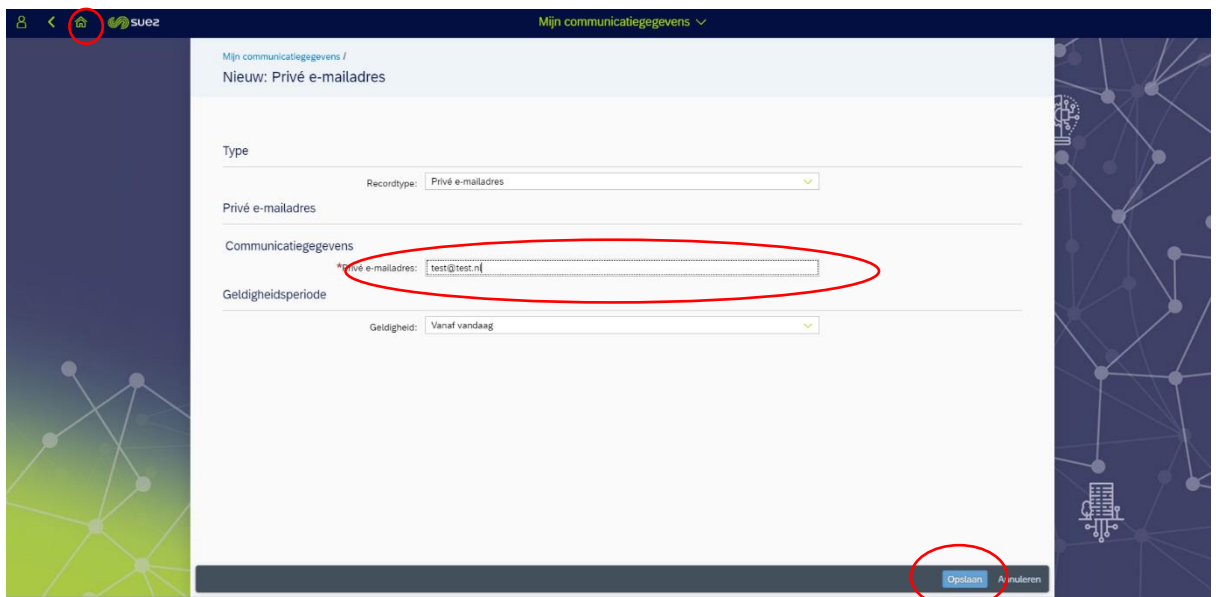 suez
Mijn communicatiegegevens
Mijn communicatiegegevens /
Nieuw: Privé e-mailadres
Type
Recordtype: Privé e-mailadres
Privé e-mailadres
Communicatiegegevens
*Privé e-mailadres: test@test.nl
Geldigheidsperiode
Geldigheid: Vanaf vandaag
Opslaan Annuleren